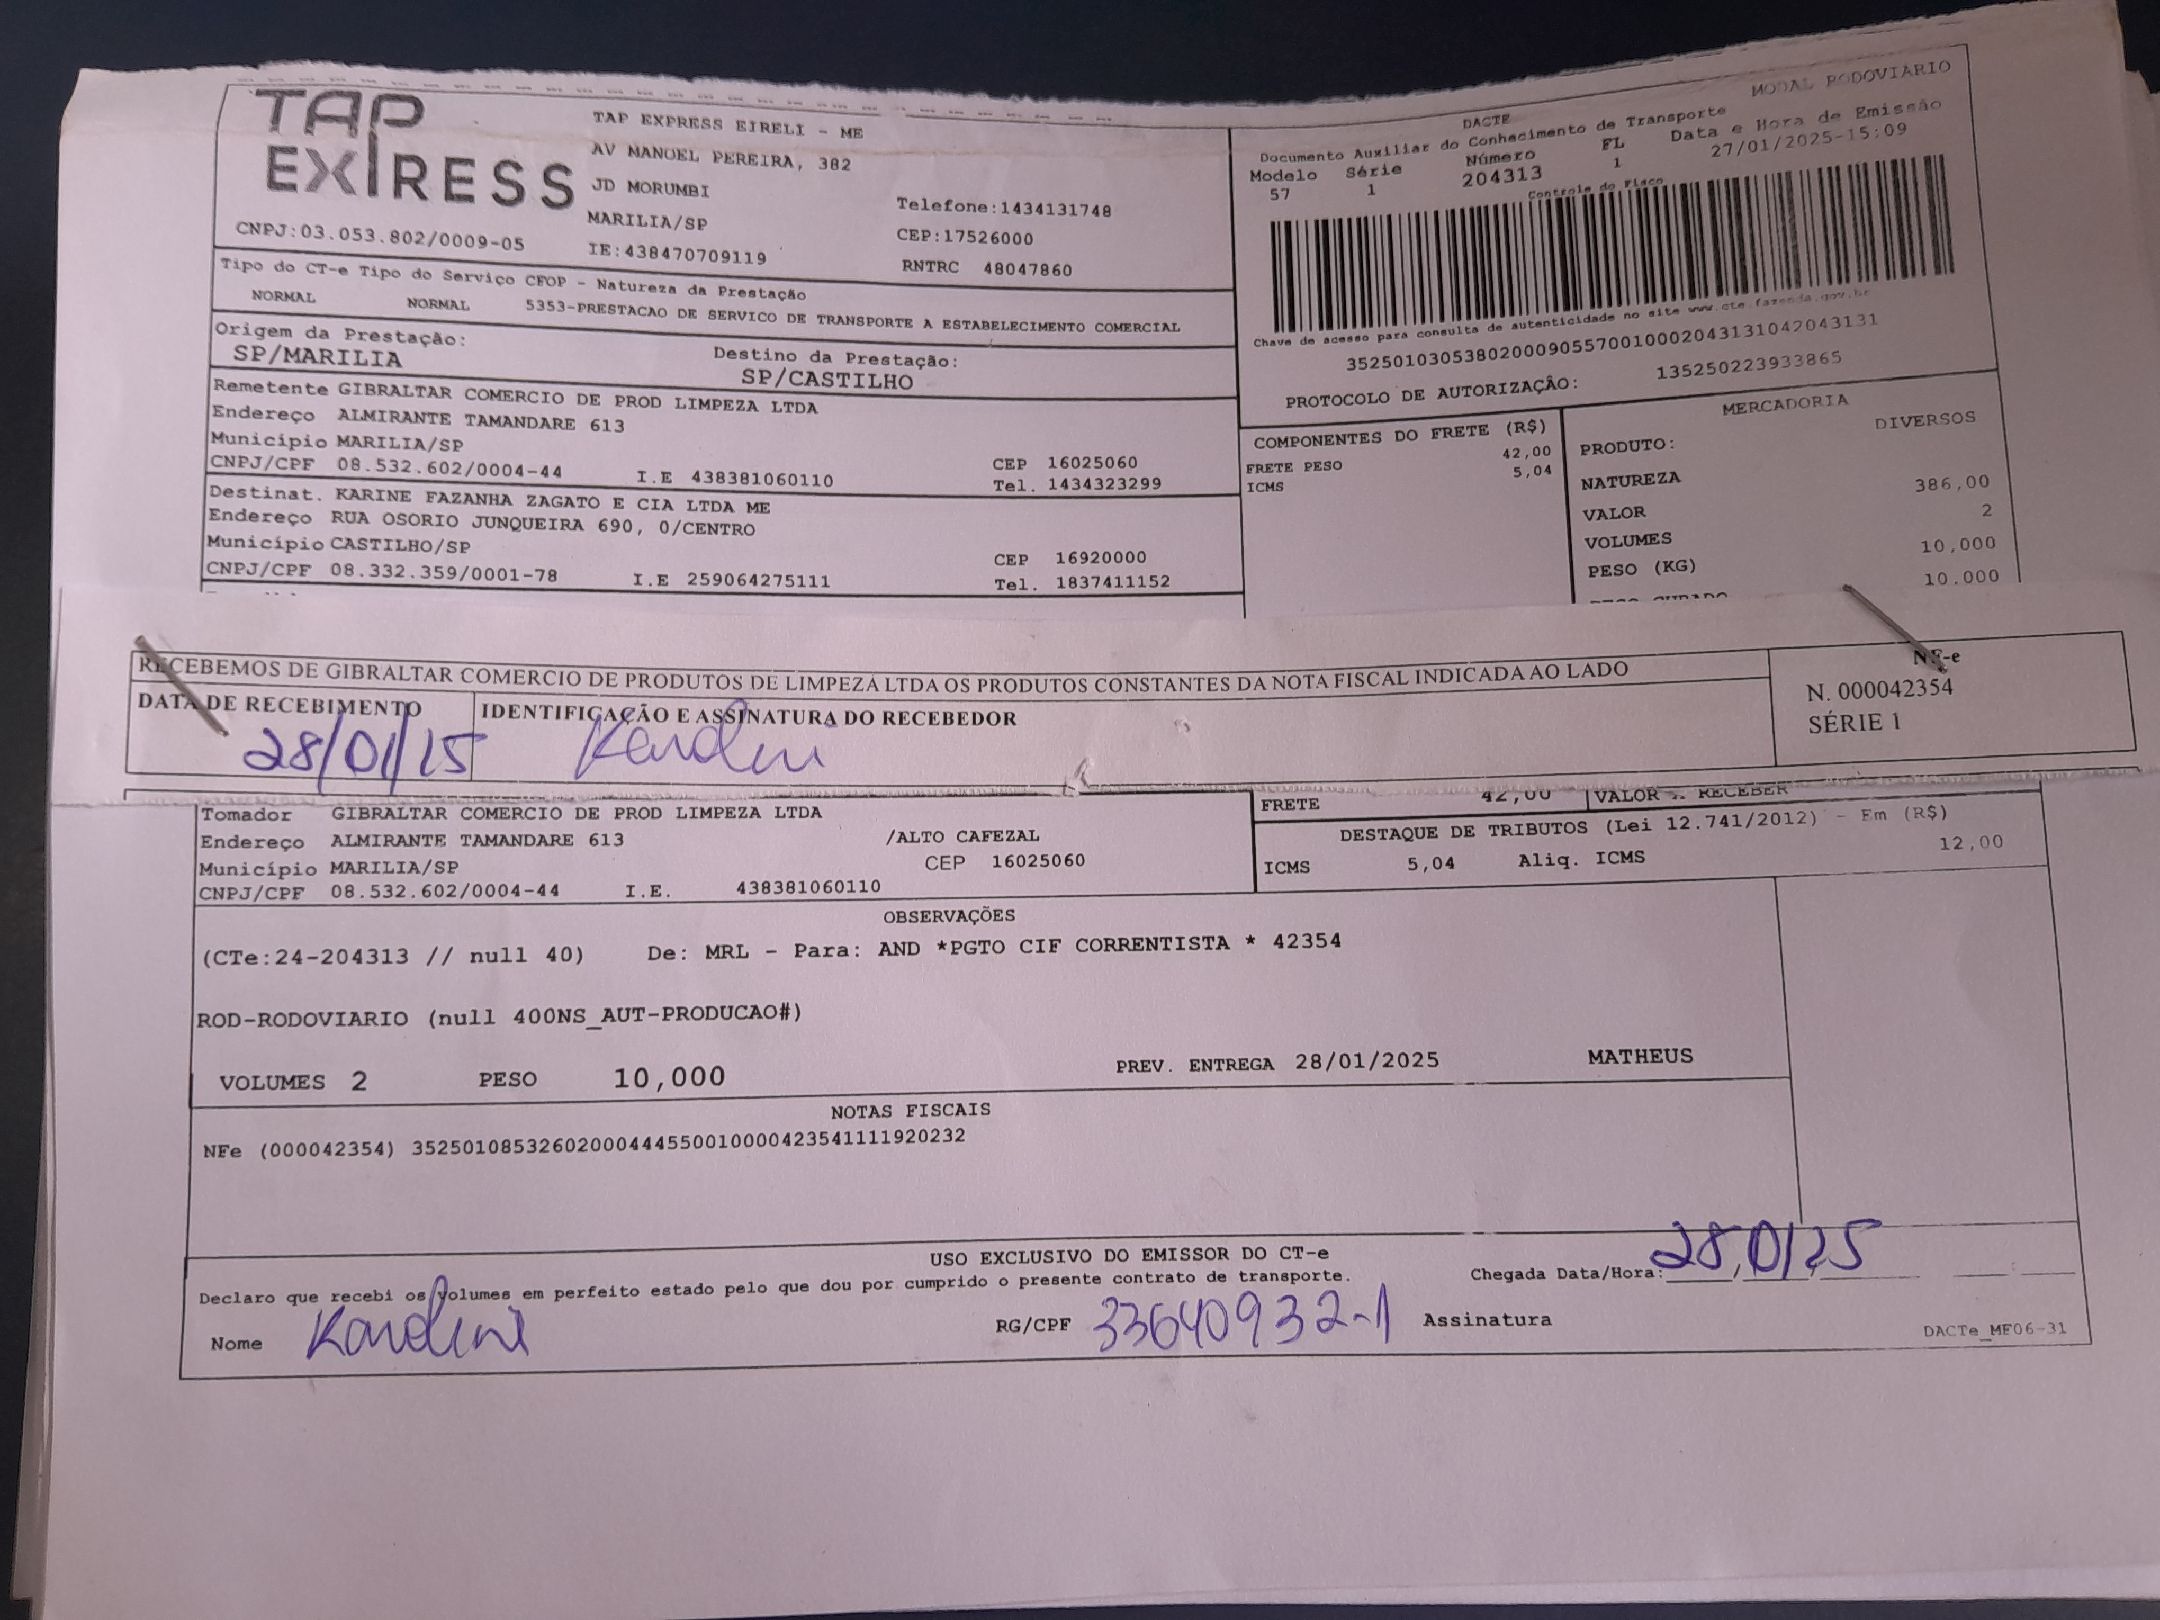 TAP EXPRESS
TAP EXPRESS EIRELI - ME
AV MANOEL PEREIRA, 382
JD MORUMBI
MARILIA/SP
Telefone:1434131748
CEP:17526000
CNPJ:03.053.802/0009-05
IE:438470709119
RNTRC 48047860
MODAL RODOVIARIO
DACTE
Documento Auxiliar do Conhecimento de Transporte
Modelo Série Número FL Data e Hora de Emissão
57 1 204313 1 27/01/2025-15:09
Controle do Fisco
Chave de acesso para consulta de autenticidade no site www.cte.fazenda.gov.br
35250103053802000905570010002043131042043131
PROTOCOLO DE AUTORIZAÇÃO: 135250223933865
Tipo do CT-e Tipo do Serviço CFOP - Natureza da Prestação
NORMAL NORMAL 5353-PRESTACAO DE SERVICO DE TRANSPORTE A ESTABELECIMENTO COMERCIAL
Origem da Prestação:
SP/MARILIA
Destino da Prestação:
SP/CASTILHO
Remetente GIBRALTAR COMERCIO DE PROD LIMPEZA LTDA
Endereço ALMIRANTE TAMANDARE 613
Município MARILIA/SP CEP 16025060
CNPJ/CPF 08.532.602/0004-44 I.E 438381060110 Tel. 1434323299
Destinat. KARINE FAZANHA ZAGATO E CIA LTDA ME
Endereço RUA OSORIO JUNQUEIRA 690, 0/CENTRO
Município CASTILHO/SP CEP 16920000
CNPJ/CPF 08.332.359/0001-78 I.E 259064275111 Tel. 1837411152
COMPONENTES DO FRETE (R$)
FRETE PESO 42,00
ICMS 5,04
MERCADORIA
PRODUTO: DIVERSOS
NATUREZA
VALOR 386,00
VOLUMES 2
PESO (KG) 10,000
10.000
RECEBEMOS DE GIBRALTAR COMERCIO DE PRODUTOS DE LIMPEZA LTDA OS PRODUTOS CONSTANTES DA NOTA FISCAL INDICADA AO LADO
DATA DE RECEBIMENTO
28/01/25
IDENTIFICAÇÃO E ASSINATURA DO RECEBEDOR
NF-e
N. 000042354
SÉRIE 1
Tomador GIBRALTAR COMERCIO DE PROD LIMPEZA LTDA
Endereço ALMIRANTE TAMANDARE 613 /ALTO CAFEZAL
Município MARILIA/SP CEP 16025060
CNPJ/CPF 08.532.602/0004-44 I.E. 438381060110
FRETE 42,00 VALOR A RECEBER
DESTAQUE DE TRIBUTOS (Lei 12.741/2012) - Em (R$)
ICMS 5,04 Aliq. ICMS 12,00
OBSERVAÇÕES
(CTe:24-204313 // null 40) De: MRL - Para: AND *PGTO CIF CORRENTISTA * 42354
ROD-RODOVIARIO (null 400NS_AUT-PRODUCAO#)
VOLUMES 2 PESO 10,000 PREV. ENTREGA 28/01/2025 MATHEUS
NOTAS FISCAIS
NFe (000042354) 35250108532602000444550010000423541111920232
USO EXCLUSIVO DO EMISSOR DO CT-e
Declaro que recebi os volumes em perfeito estado pelo que dou por cumprido o presente contrato de transporte.
Chegada Data/Hora: 28/01/25
Nome
RG/CPF 33640932-1 Assinatura
DACTe_MF06-31